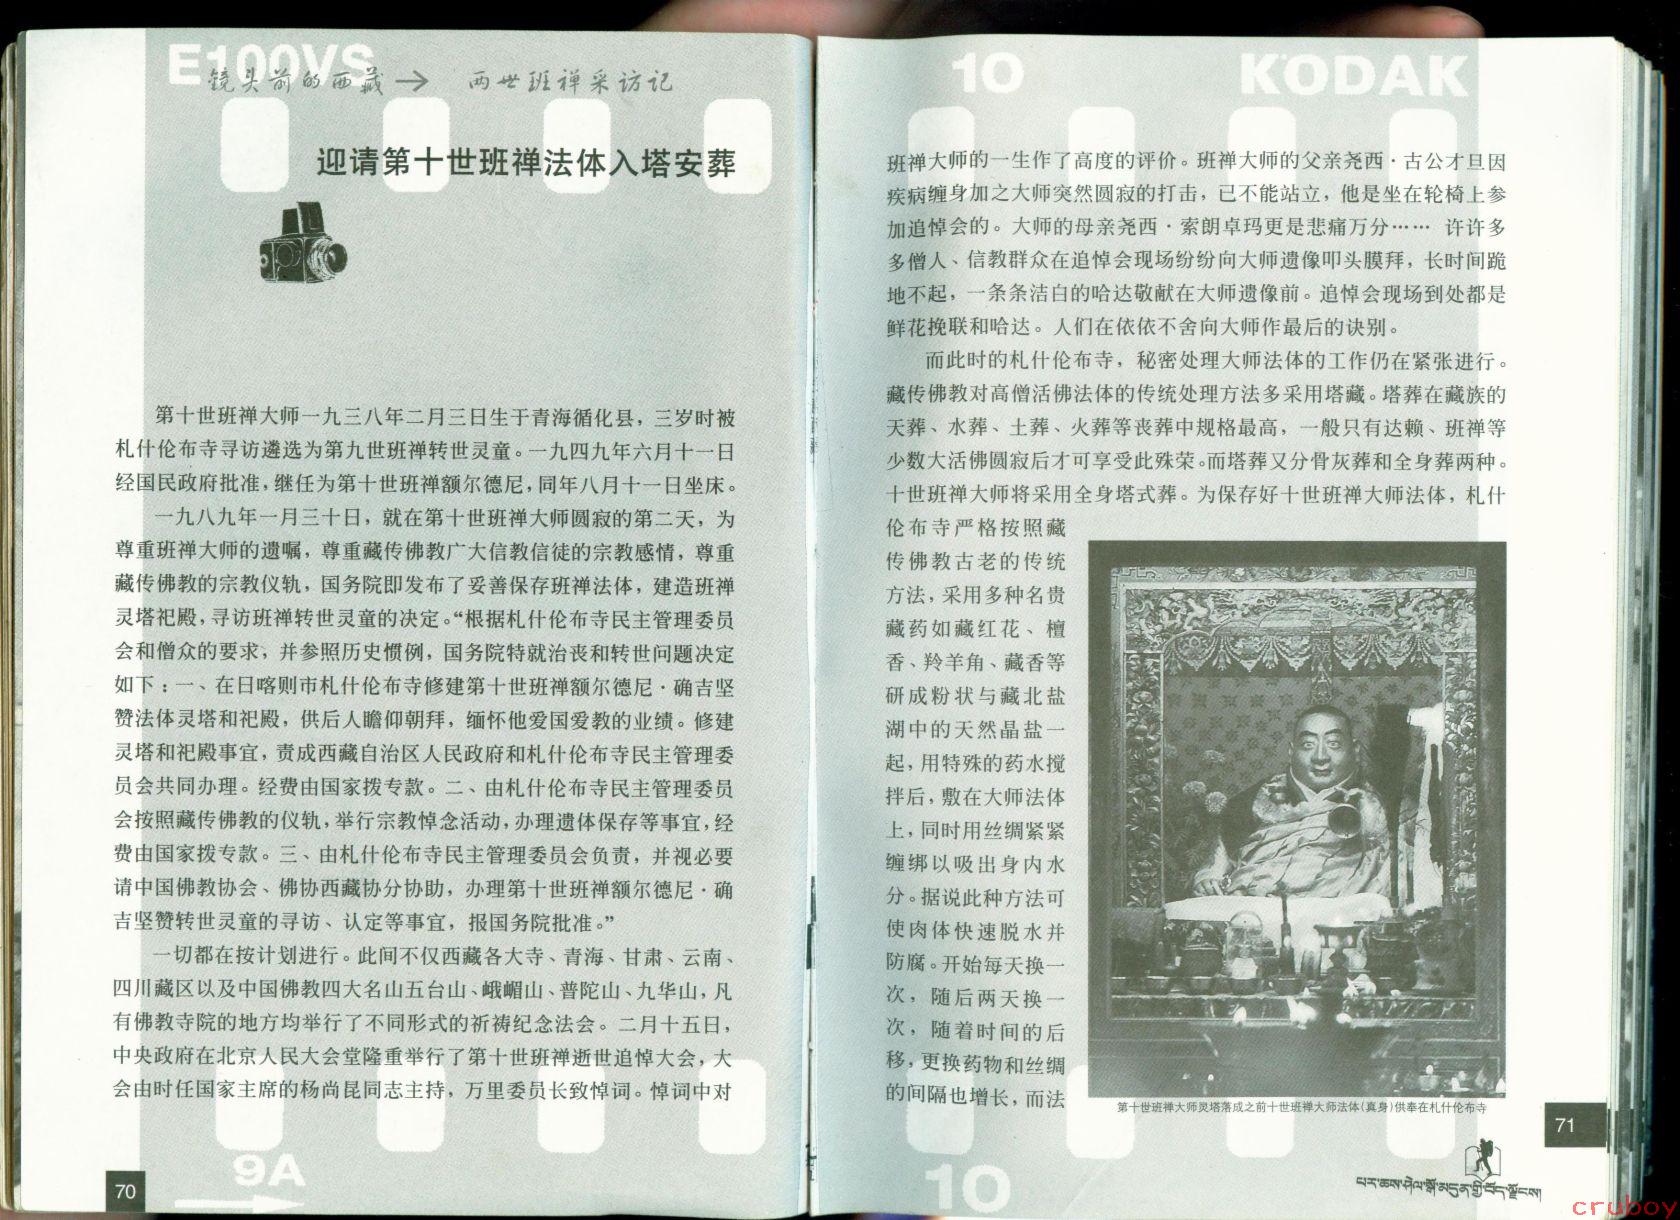 E100VS
镜头前的西藏→ 两世班禅采访记
迎请第十世班禅法体入塔安葬
第十世班禅大师一九三八年二月三日生于青海循化县，三岁时被
札什伦布寺寻访遴选为第九世班禅转世灵童。一九四九年六月十一日
经国民政府批准，继任为第十世班禅额尔德尼，同年八月十一日坐床。
一九八九年一月三十日，就在第十世班禅大师圆寂的第二天，为
尊重班禅大师的遗嘱，尊重藏传佛教广大信教信徒的宗教感情，尊重
藏传佛教的宗教仪轨，国务院即发布了妥善保存班禅法体，建造班禅
灵塔祀殿，寻访班禅转世灵童的决定。“根据札什伦布寺民主管理委员
会和僧众的要求，并参照历史惯例，国务院特就治丧和转世问题决定
如下：一、在日喀则市札什伦布寺修建第十世班禅额尔德尼·确吉坚
赞法体灵塔和祀殿，供后人瞻仰朝拜，缅怀他爱国爱教的业绩。修建
灵塔和祀殿事宜，责成西藏自治区人民政府和札什伦布寺民主管理委
员会共同办理。经费由国家拨专款。二、由札什伦布寺民主管理委员
会按照藏传佛教的仪轨，举行宗教悼念活动，办理遗体保存等事宜，经
费由国家拨专款。三、由札什伦布寺民主管理委员会负责，并视必要
请中国佛教协会、佛协西藏协分协助，办理第十世班禅额尔德尼·确
吉坚赞转世灵童的寻访、认定等事宜，报国务院批准。”
一切都在按计划进行。此间不仅西藏各大寺、青海、甘肃、云南、
四川藏区以及中国佛教四大名山五台山、峨嵋山、普陀山、九华山，凡
有佛教寺院的地方均举行了不同形式的祈祷纪念法会。二月十五日，
中央政府在北京人民大会堂隆重举行了第十世班禅逝世追悼大会，大
会由时任国家主席的杨尚昆同志主持，万里委员长致悼词。悼词中对
9A
70
10 KODAK
班禅大师的一生作了高度的评价。班禅大师的父亲尧西·古公才旦因
疾病缠身加之大师突然圆寂的打击，已不能站立，他是坐在轮椅上参
加追悼会的。大师的母亲尧西·索朗卓玛更是悲痛万分…… 许许多
多僧人、信教群众在追悼会现场纷纷向大师遗像叩头膜拜，长时间跪
地不起，一条条洁白的哈达敬献在大师遗像前。追悼会现场到处都是
鲜花挽联和哈达。人们在依依不舍向大师作最后的诀别。
而此时的札什伦布寺，秘密处理大师法体的工作仍在紧张进行。
藏传佛教对高僧活佛法体的传统处理方法多采用塔藏。塔葬在藏族的
天葬、水葬、土葬、火葬等丧葬中规格最高，一般只有达赖、班禅等
少数大活佛圆寂后才可享受此殊荣。而塔葬又分骨灰葬和全身葬两种。
十世班禅大师将采用全身塔式葬。为保存好十世班禅大师法体，札什
伦布寺严格按照藏
传佛教古老的传统
方法，采用多种名贵
藏药如藏红花、檀
香、羚羊角、藏香等
研成粉状与藏北盐
湖中的天然晶盐一
起，用特殊的药水搅
拌后，敷在大师法体
上，同时用丝绸紧紧
缠绑以吸出身内水
分。据说此种方法可
使肉体快速脱水并
防腐。开始每天换一
次，随后两天换一
次，随着时间的后
移，更换药物和丝绸
的间隔也增长，而法
第十世班禅大师灵塔落成之前十世班禅大师法体(真身)供奉在札什伦布寺
71
10
པར་ཆས་ཤེལ་སྒོ་མདུན་གྱི་བོད་ལྗོངས།
cruboy